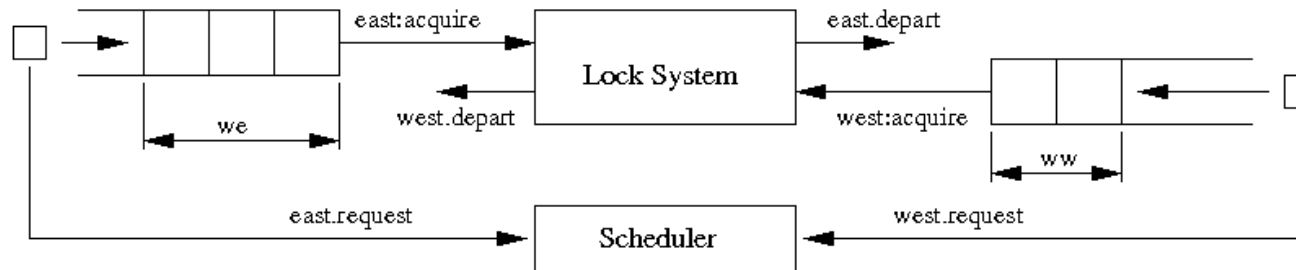 east:acquire
east.depart
Lock System
west.depart
west:acquire
we
ww
east.request
west.request
Scheduler